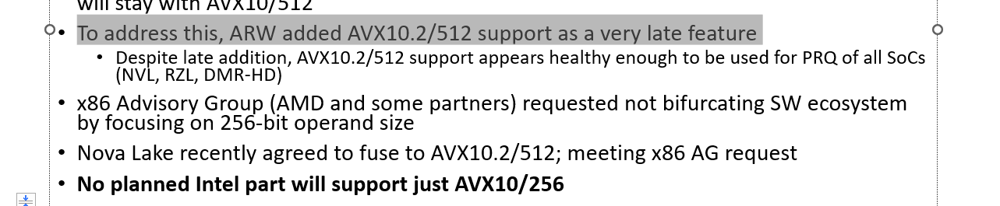 will stay with AVX10/512
• To address this, ARW added AVX10.2/512 support as a very late feature
• Despite late addition, AVX10.2/512 support appears healthy enough to be used for PRQ of all SoCs
(NVL, RZL, DMR-HD)
• x86 Advisory Group (AMD and some partners) requested not bifurcating SW ecosystem
by focusing on 256-bit operand size
• Nova Lake recently agreed to fuse to AVX10.2/512; meeting x86 AG request
• No planned Intel part will support just AVX10/256